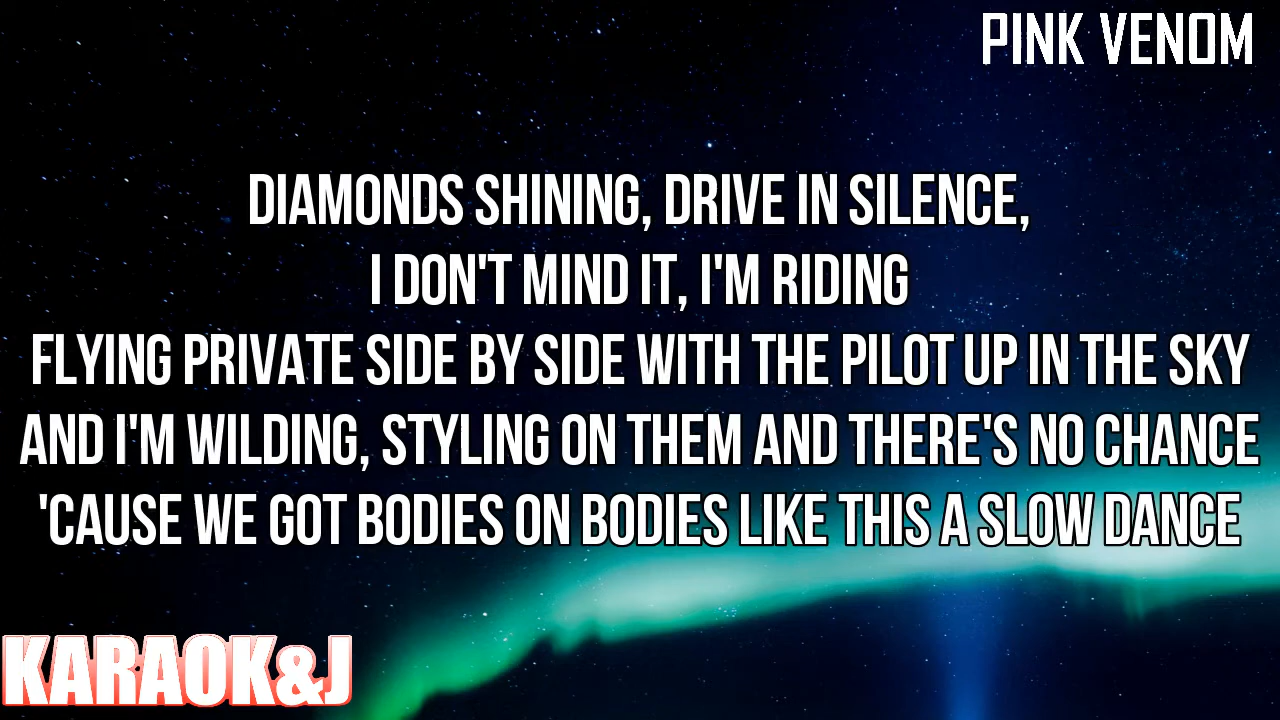 PINK VENOM
DIAMONDS SHINING, DRIVE IN SILENCE,
I DON'T MIND IT, I'M RIDING
FLYING PRIVATE SIDE BY SIDE WITH THE PILOT UP IN THE SKY
AND I'M WILDING, STYLING ON THEM AND THERE'S NO CHANCE
'CAUSE WE GOT BODIES ON BODIES LIKE THIS A SLOW DANCE
KARAOK&J